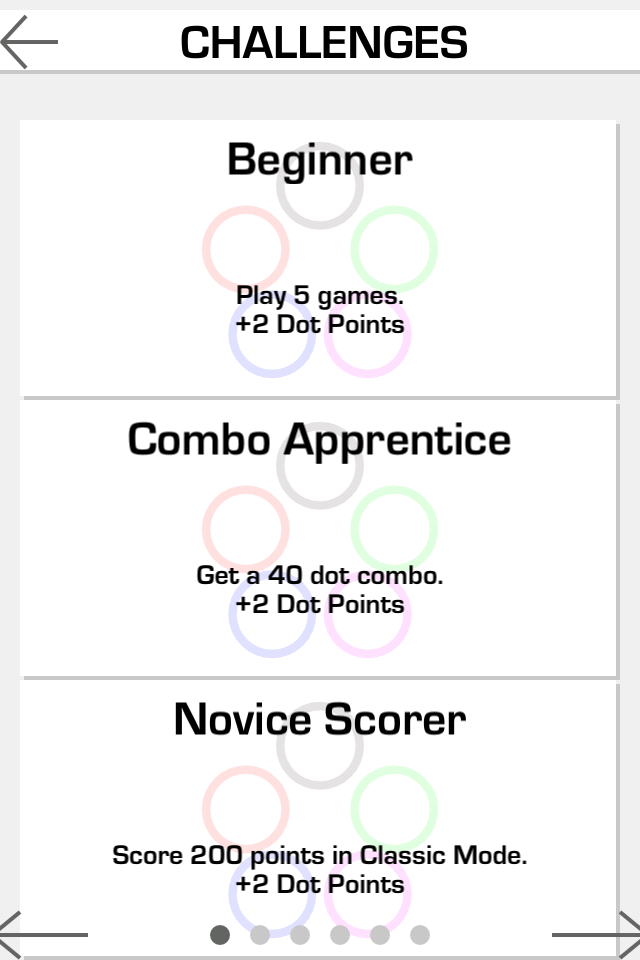 CHALLENGES
Beginner
Play 5 games.
+2 Dot Points
Combo Apprentice
Get a 40 dot combo.
+2 Dot Points
Novice Scorer
Score 200 points in Classic Mode.
+2 Dot Points